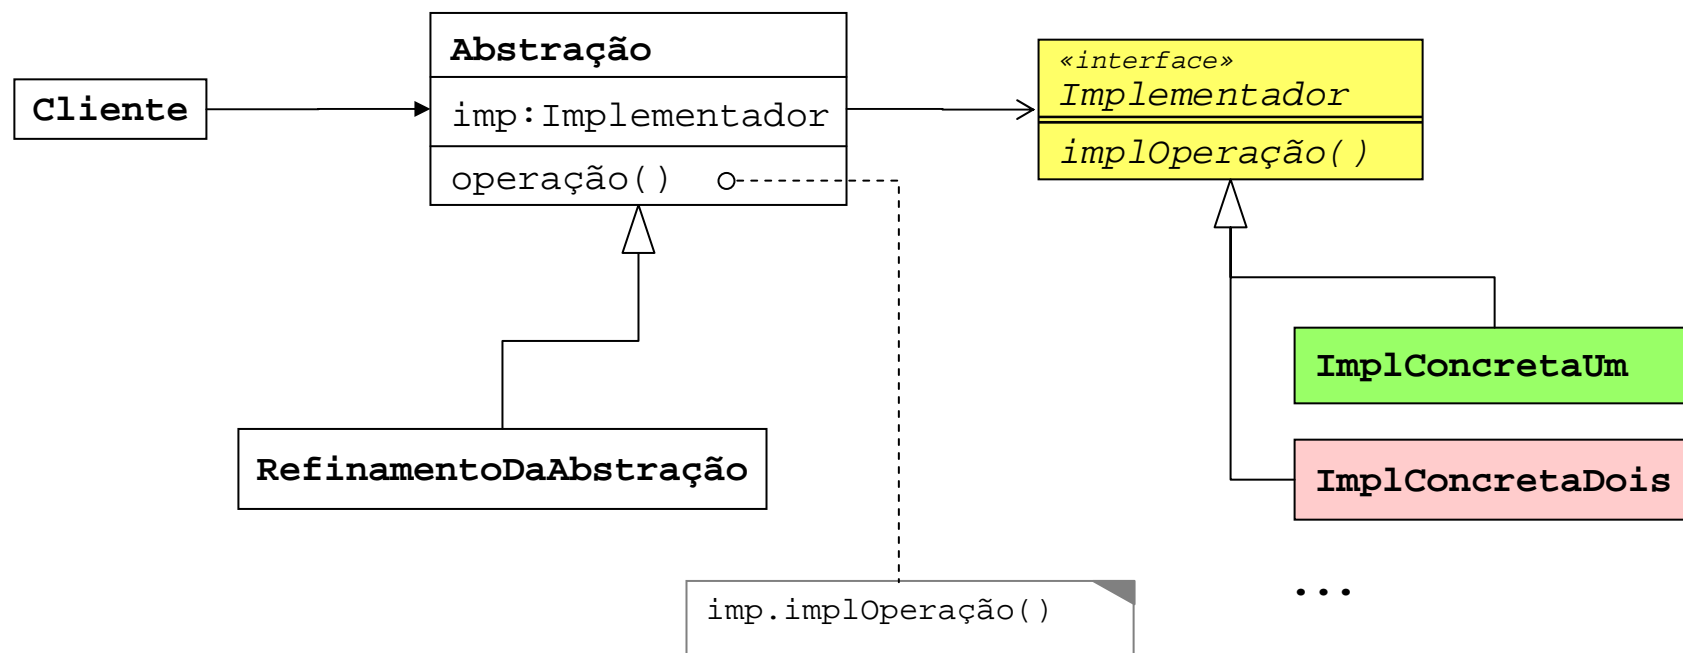 Cliente
Abstração
imp:Implementador
operação()
«interface»
Implementador
implOperação()
RefinamentoDaAbstração
ImplConcretaUm
ImplConcretaDois
...
imp.implOperação()